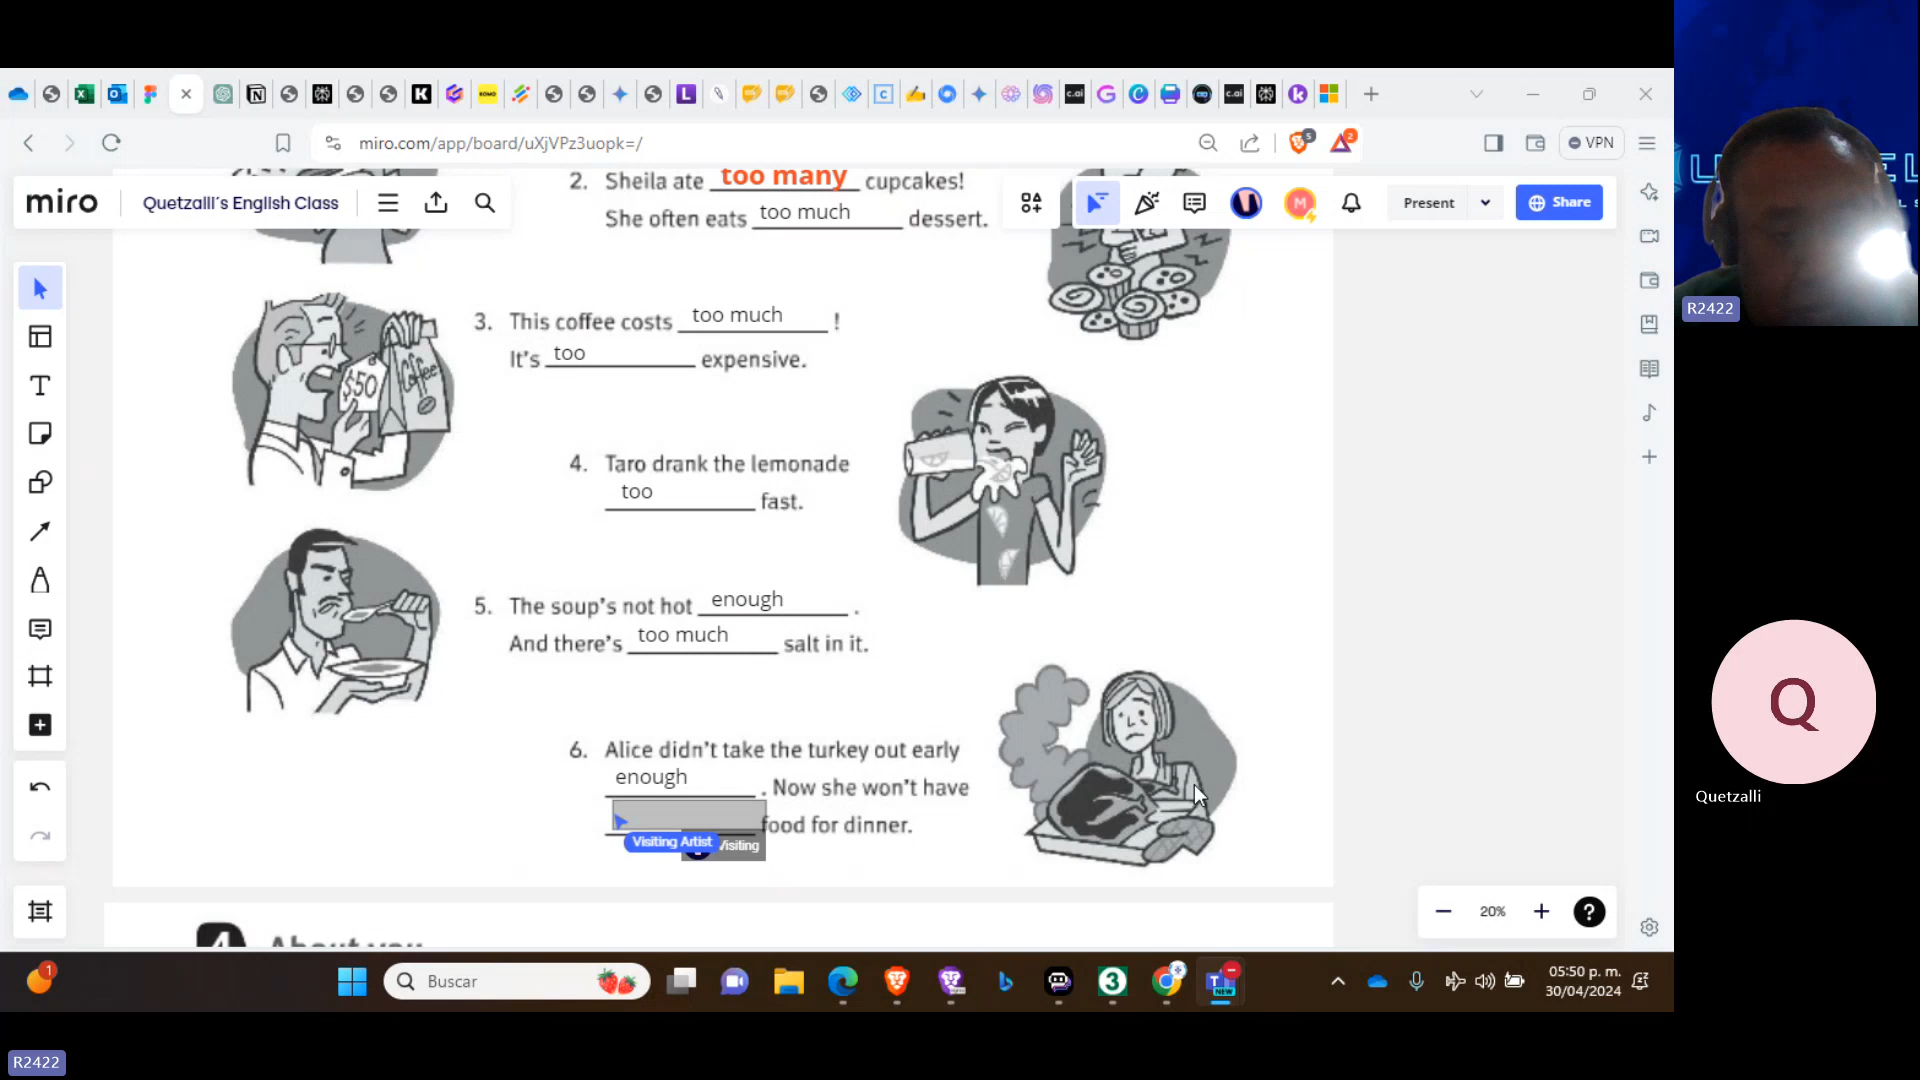 miro.com/app/board/uXjVPz3uopk=/
VPN
miro
Quetzalli's English Class
M
Present
Share
2. Sheila ate too many cupcakes!
She often eats too much dessert.
3. This coffee costs too much !
It's too expensive.
$50
Coffee
4. Taro drank the lemonade
too fast.
5. The soup's not hot enough .
And there's too much salt in it.
6. Alice didn't take the turkey out early
enough . Now she won't have
food for dinner.
Visiting Artist
Visiting
4 About you
20%
R2422
Q
Quetzalli
1
Buscar
05:50 p. m.
30/04/2024
R2422